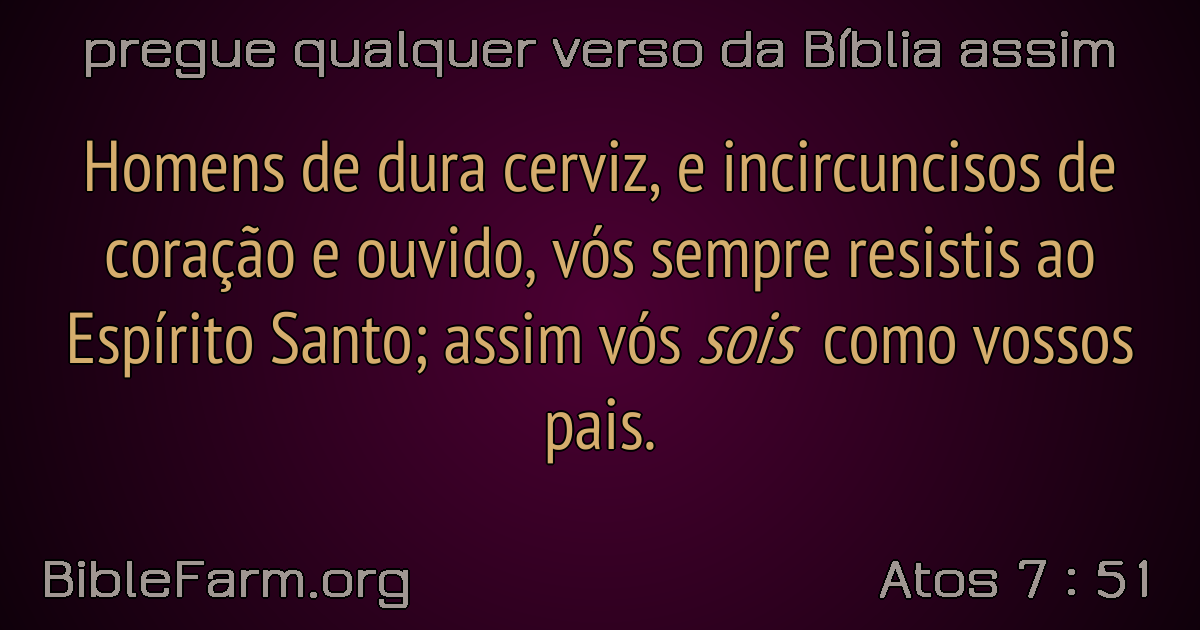 pregue qualquer verso da Bíblia assim
Homens de dura cerviz, e incircuncisos de
coração e ouvido, vós sempre resistis ao
Espírito Santo; assim vós sois como vossos
pais.
BibleFarm.org
Atos 7 : 51